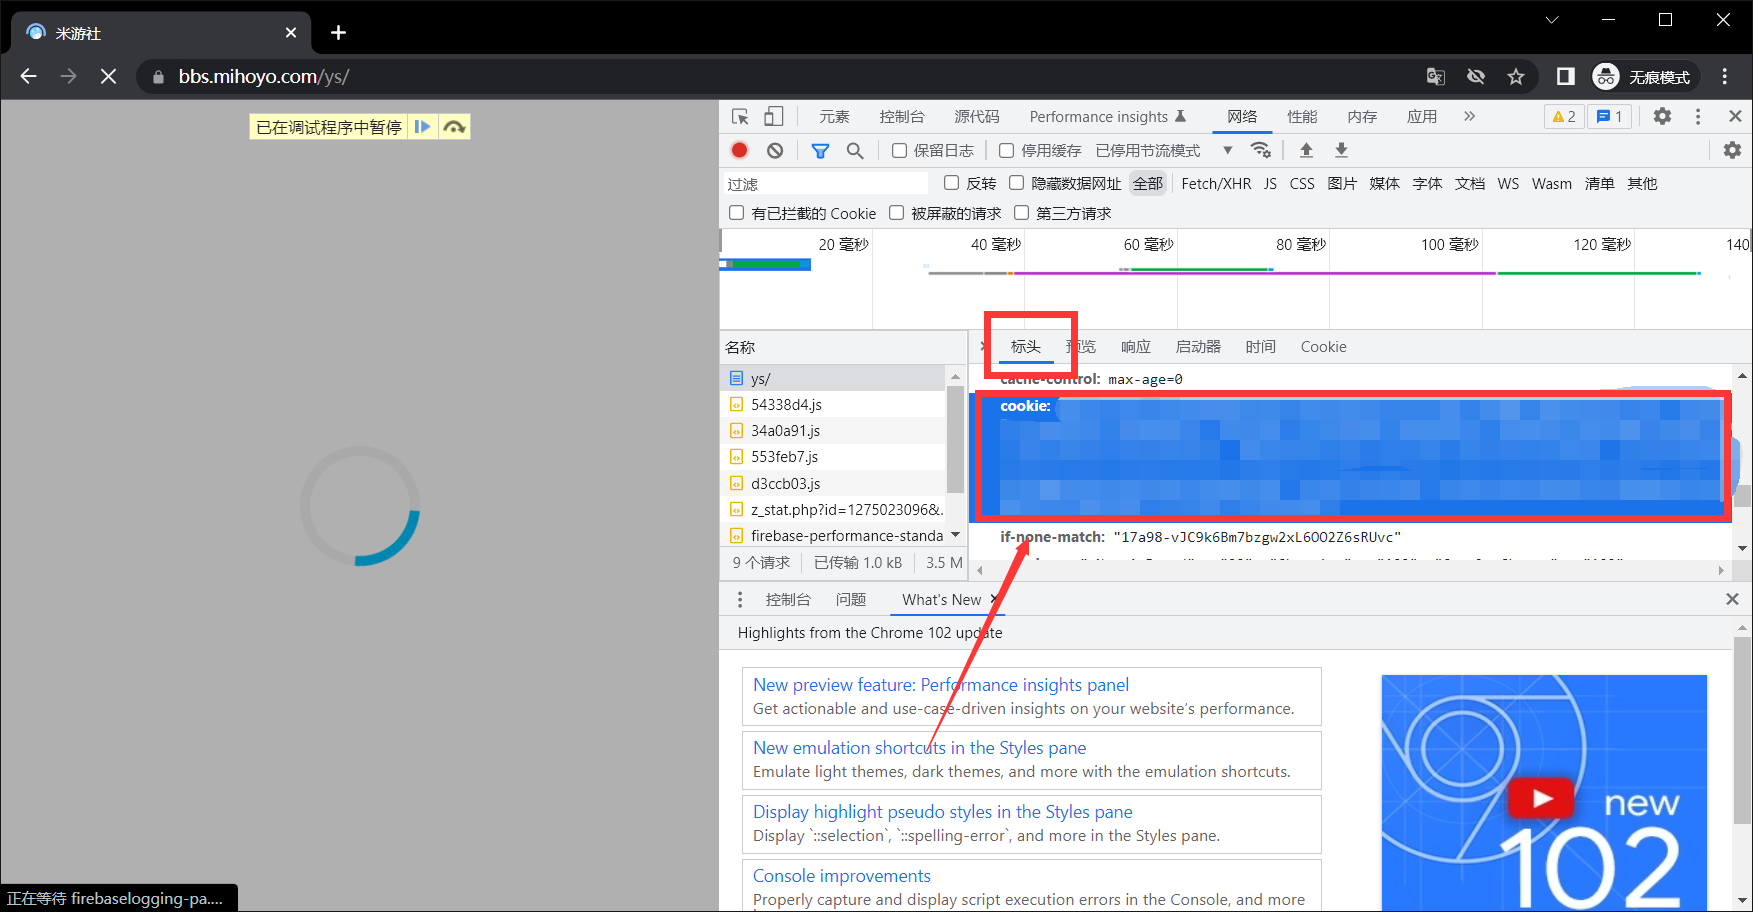 米游社
bbs.mihoyo.com/ys/
无痕模式
已在调试程序中暂停
元素 控制台 源代码 Performance insights 网络 性能 内存 应用 2 1
保留日志 停用缓存 已停用节流模式
过滤 反转 隐藏数据网址 全部 Fetch/XHR JS CSS 图片 媒体 字体 文档 WS Wasm 清单 其他
有已拦截的 Cookie 被屏蔽的请求 第三方请求
20 毫秒 40 毫秒 60 毫秒 80 毫秒 100 毫秒 120 毫秒 140
名称
ys/
54338d4.js
34a0a91.js
553feb7.js
d3ccb03.js
z_stat.php?id=1275023096&.
firebase-performance-standa
9 个请求 已传输 1.0 kB 3.5 M
标头 预览 响应 启动器 时间 Cookie
cache-control: max-age=0
cookie:
if-none-match: "17a98-vJC9k6Bm7bzgw2xL6OO2Z6sRUvc"
控制台 问题 What's New
Highlights from the Chrome 102 update
New preview feature: Performance insights panel
Get actionable and use-case-driven insights on your website's performance.
New emulation shortcuts in the Styles pane
Emulate light themes, dark themes, and more with the emulation shortcuts.
Display highlight pseudo styles in the Styles pane
Display `::selection`, `::spelling-error`, and more in the Styles pane.
Console improvements
Properly capture and display script execution errors in the Console, and more
new
102
正在等待 firebaselogging-pa....